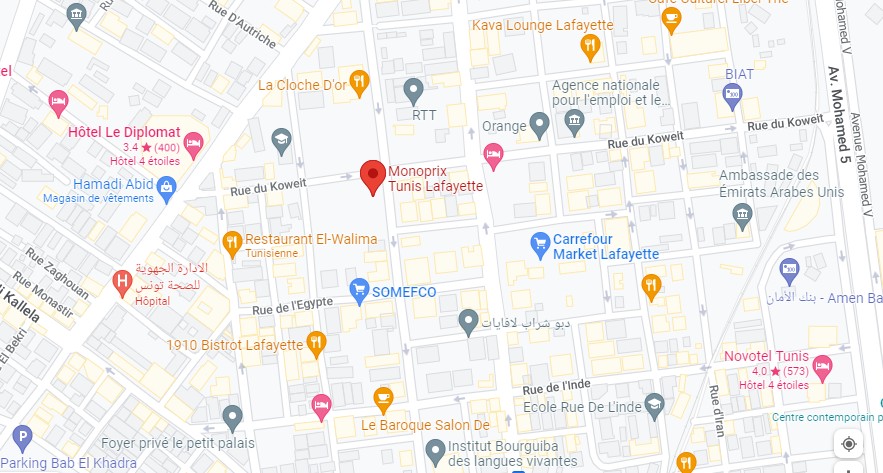 Rue D'Autriche
Kava Lounge Lafayette
La Cloche D'or
RTT
Agence nationale
pour l'emploi et le...
BIAT
Av. Mohamed 5
Avenue Mohamed V
Mohamed V
Orange
Rue du Koweit
Rue du Koweit
Hôtel Le Diplomat
3.4 ★ (400)
Hôtel 4 étoiles
Monoprix
Tunis Lafayette
Hamadi Abid
Magasin de vêtements
Rue du Koweit
Ambassade des
Émirats Arabes Unis
Restaurant El-Walima
Tunisienne
Carrefour
Market Lafayette
Rue Zaghouan
Rue Monastir
الادارة الجهوية
للصحة تونس
Hôpital
SOMEFCO
Rue de l'Egypte
بنك الأمان - Amen Ba
Kallela
El Bekri
ديو شراب لافايات
1910 Bistrot Lafayette
Novotel Tunis
4,0 ★ (573)
Hôtel 4 étoiles
Rue de l'Inde
Rue d'Iran
Ecole Rue De L'inde
Le Baroque Salon De
Centre contemporain p
Foyer privé le petit palais
Institut Bourguiba
des langues vivantes
P
Parking Bab El Khadra
H